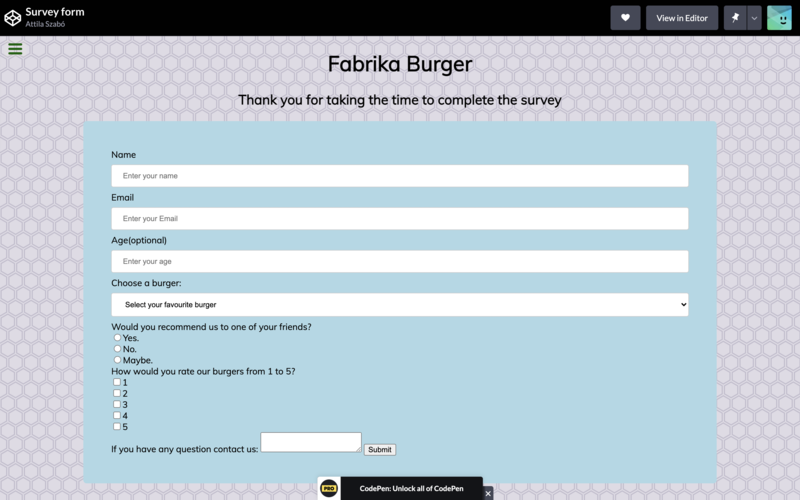 Survey form
Attila Szabó
View in Editor
Fabrika Burger
Thank you for taking the time to complete the survey
Name
Enter your name
Email
Enter your Email
Age(optional)
Enter your age
Choose a burger:
Select your favourite burger
Would you recommend us to one of your friends?
Yes.
No.
Maybe.
How would you rate our burgers from 1 to 5?
1
2
3
4
5
If you have any question contact us: Submit
PRO CodePen: Unlock all of CodePen